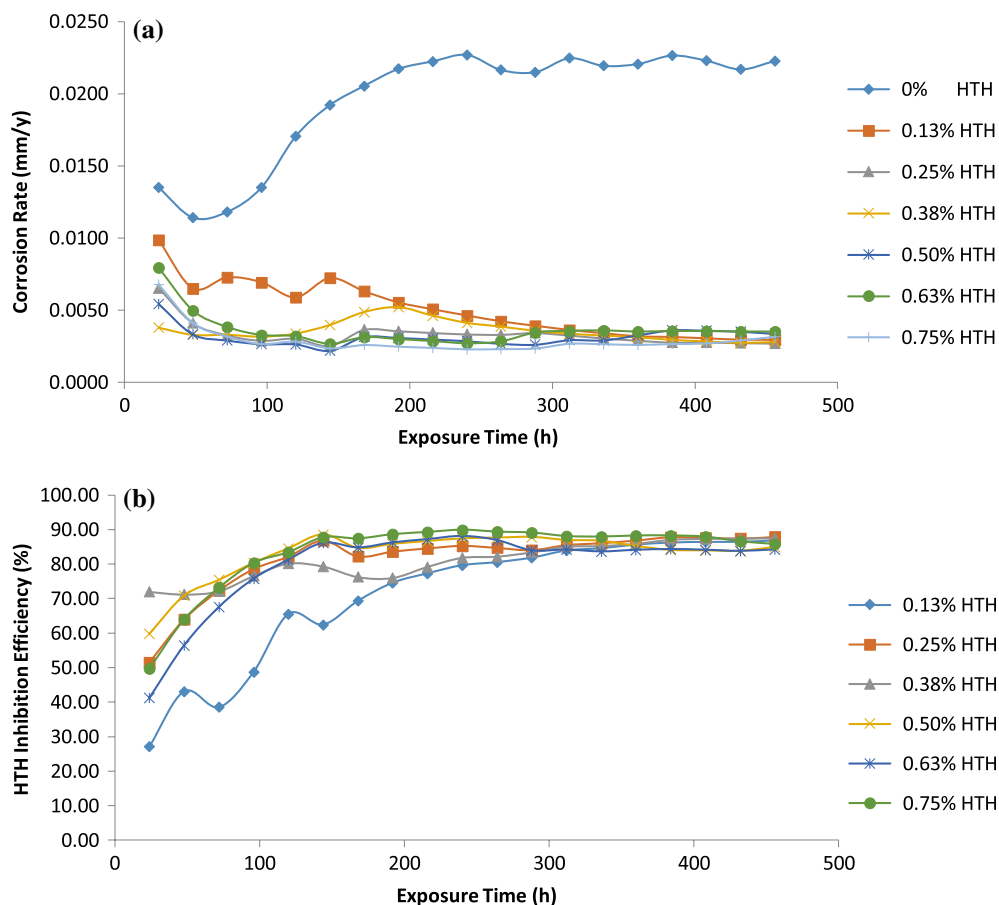 (a)
0.0250
0.0200
0.0150
0.0100
0.0050
0.0000
Corrosion Rate (mm/y)
0 100 200 300 400 500
Exposure Time (h)
0% HTH
0.13% HTH
0.25% HTH
0.38% HTH
0.50% HTH
0.63% HTH
0.75% HTH
(b)
100.00
90.00
80.00
70.00
60.00
50.00
40.00
30.00
20.00
10.00
0.00
HTH Inhibition Efficiency (%)
0 100 200 300 400 500
Exposure Time (h)
0.13% HTH
0.25% HTH
0.38% HTH
0.50% HTH
0.63% HTH
0.75% HTH